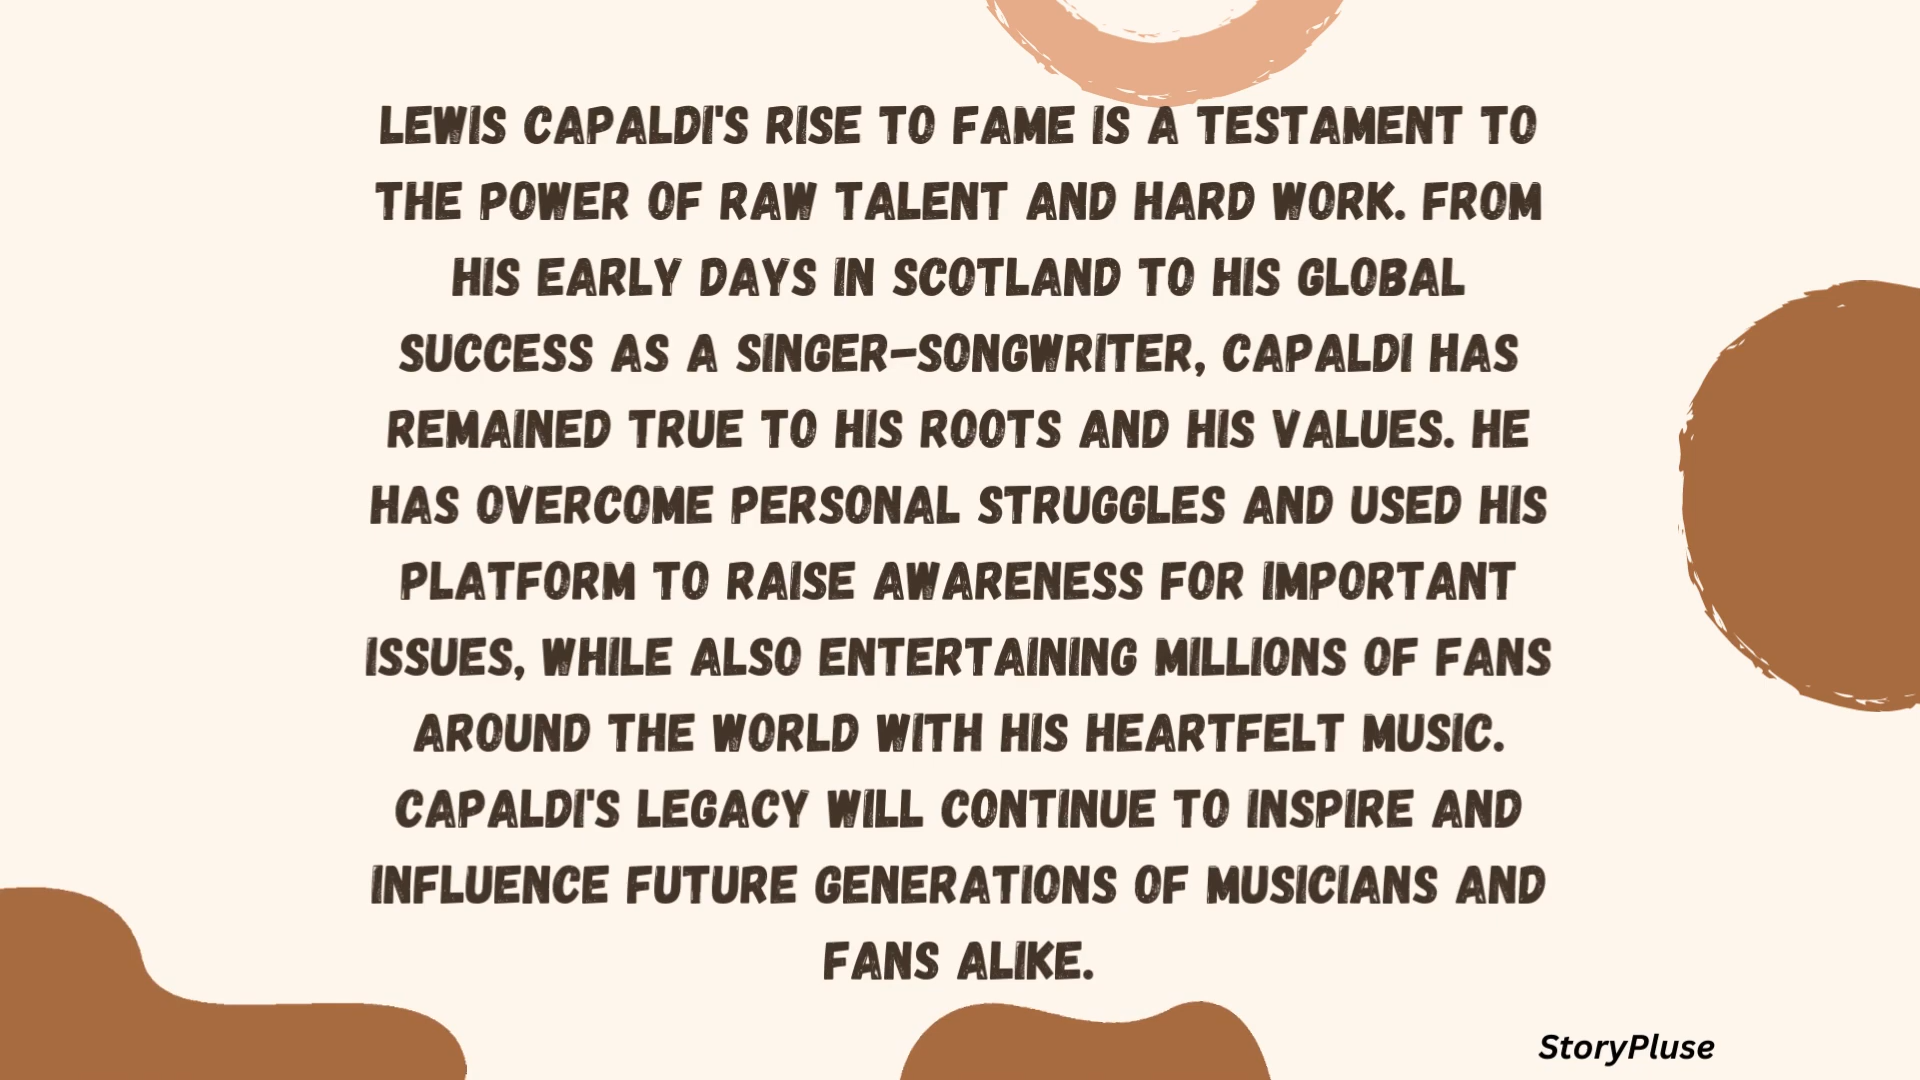 LEWIS CAPALDI'S RISE TO FAME IS A TESTAMENT TO
THE POWER OF RAW TALENT AND HARD WORK. FROM
HIS EARLY DAYS IN SCOTLAND TO HIS GLOBAL
SUCCESS AS A SINGER-SONGWRITER, CAPALDI HAS
REMAINED TRUE TO HIS ROOTS AND HIS VALUES. HE
HAS OVERCOME PERSONAL STRUGGLES AND USED HIS
PLATFORM TO RAISE AWARENESS FOR IMPORTANT
ISSUES, WHILE ALSO ENTERTAINING MILLIONS OF FANS
AROUND THE WORLD WITH HIS HEARTFELT MUSIC.
CAPALDI'S LEGACY WILL CONTINUE TO INSPIRE AND
INFLUENCE FUTURE GENERATIONS OF MUSICIANS AND
FANS ALIKE.
StoryPluse